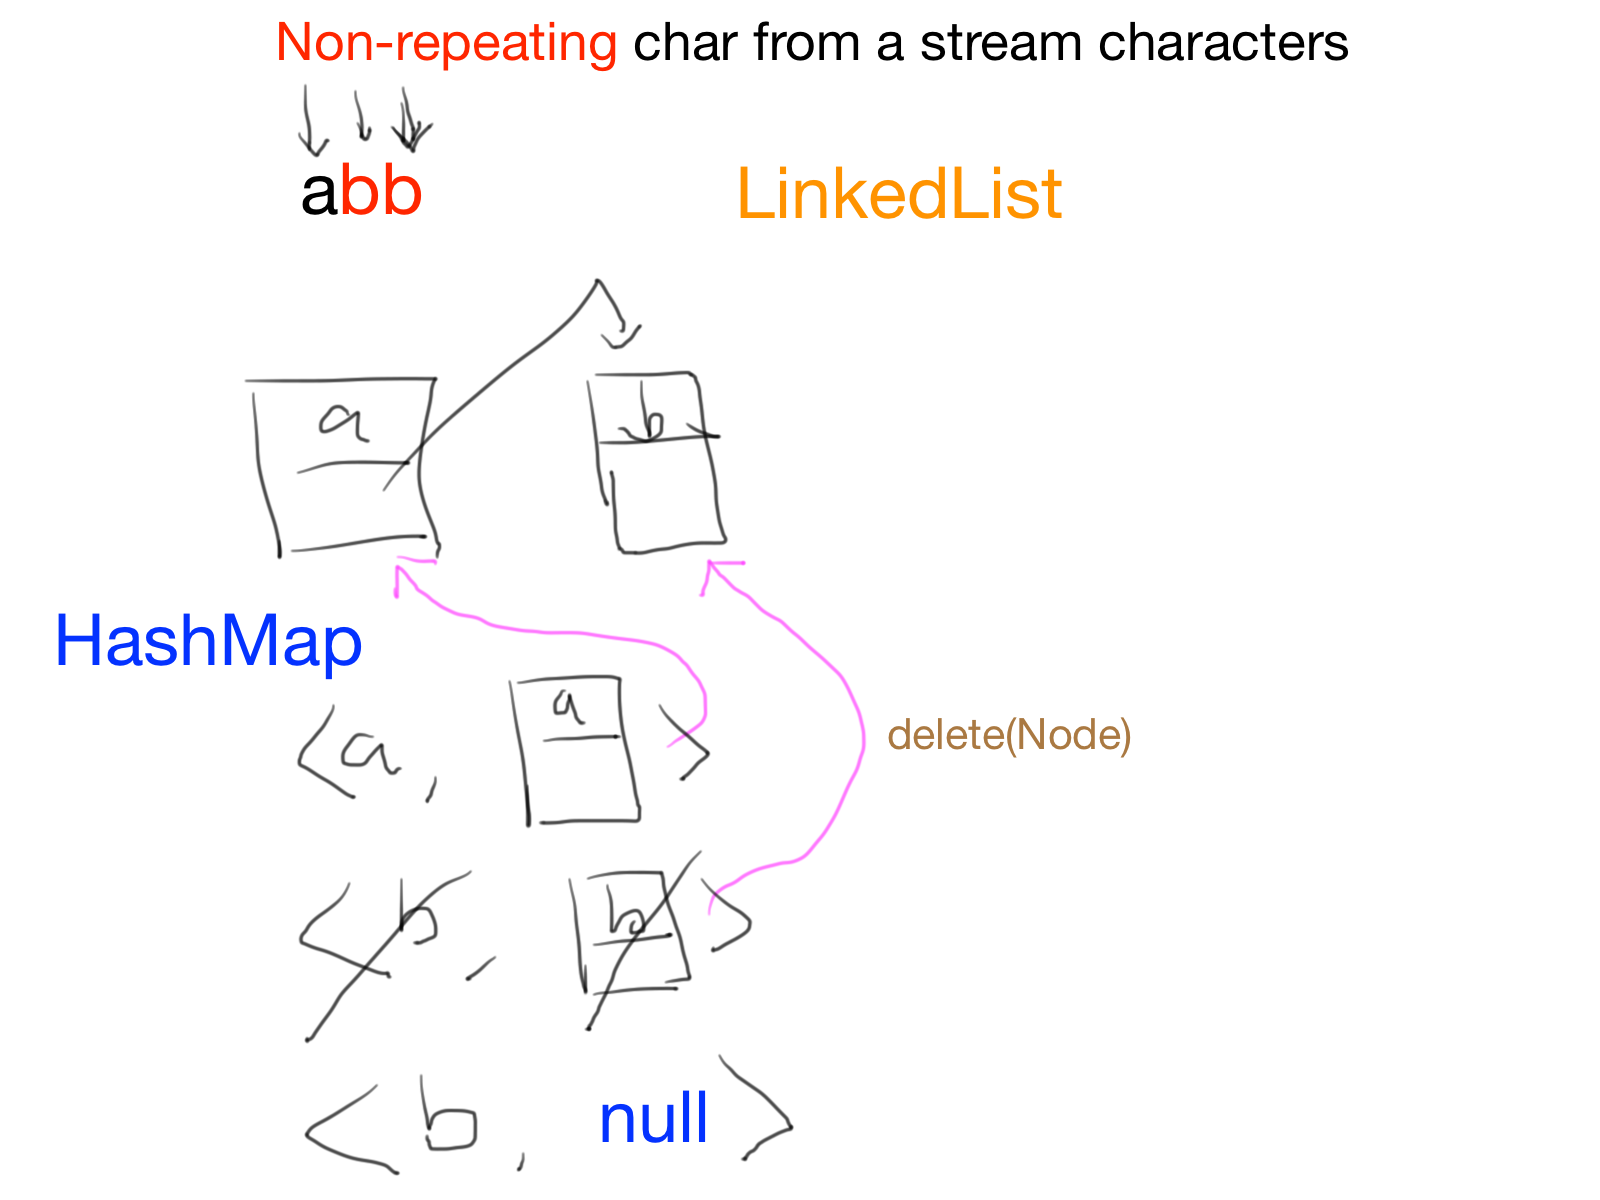 Non-repeating char from a stream characters
abb
LinkedList
a
b
HashMap
<a, a >
delete(Node)
<b, b >
<b, null >